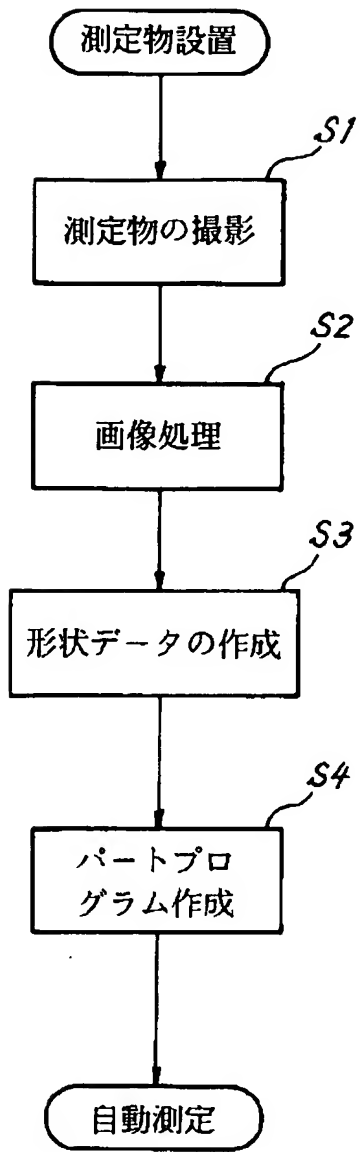 測定物設置
S1
測定物の撮影
S2
画像処理
S3
形状データの作成
S4
パートプロ
グラム作成
自動測定